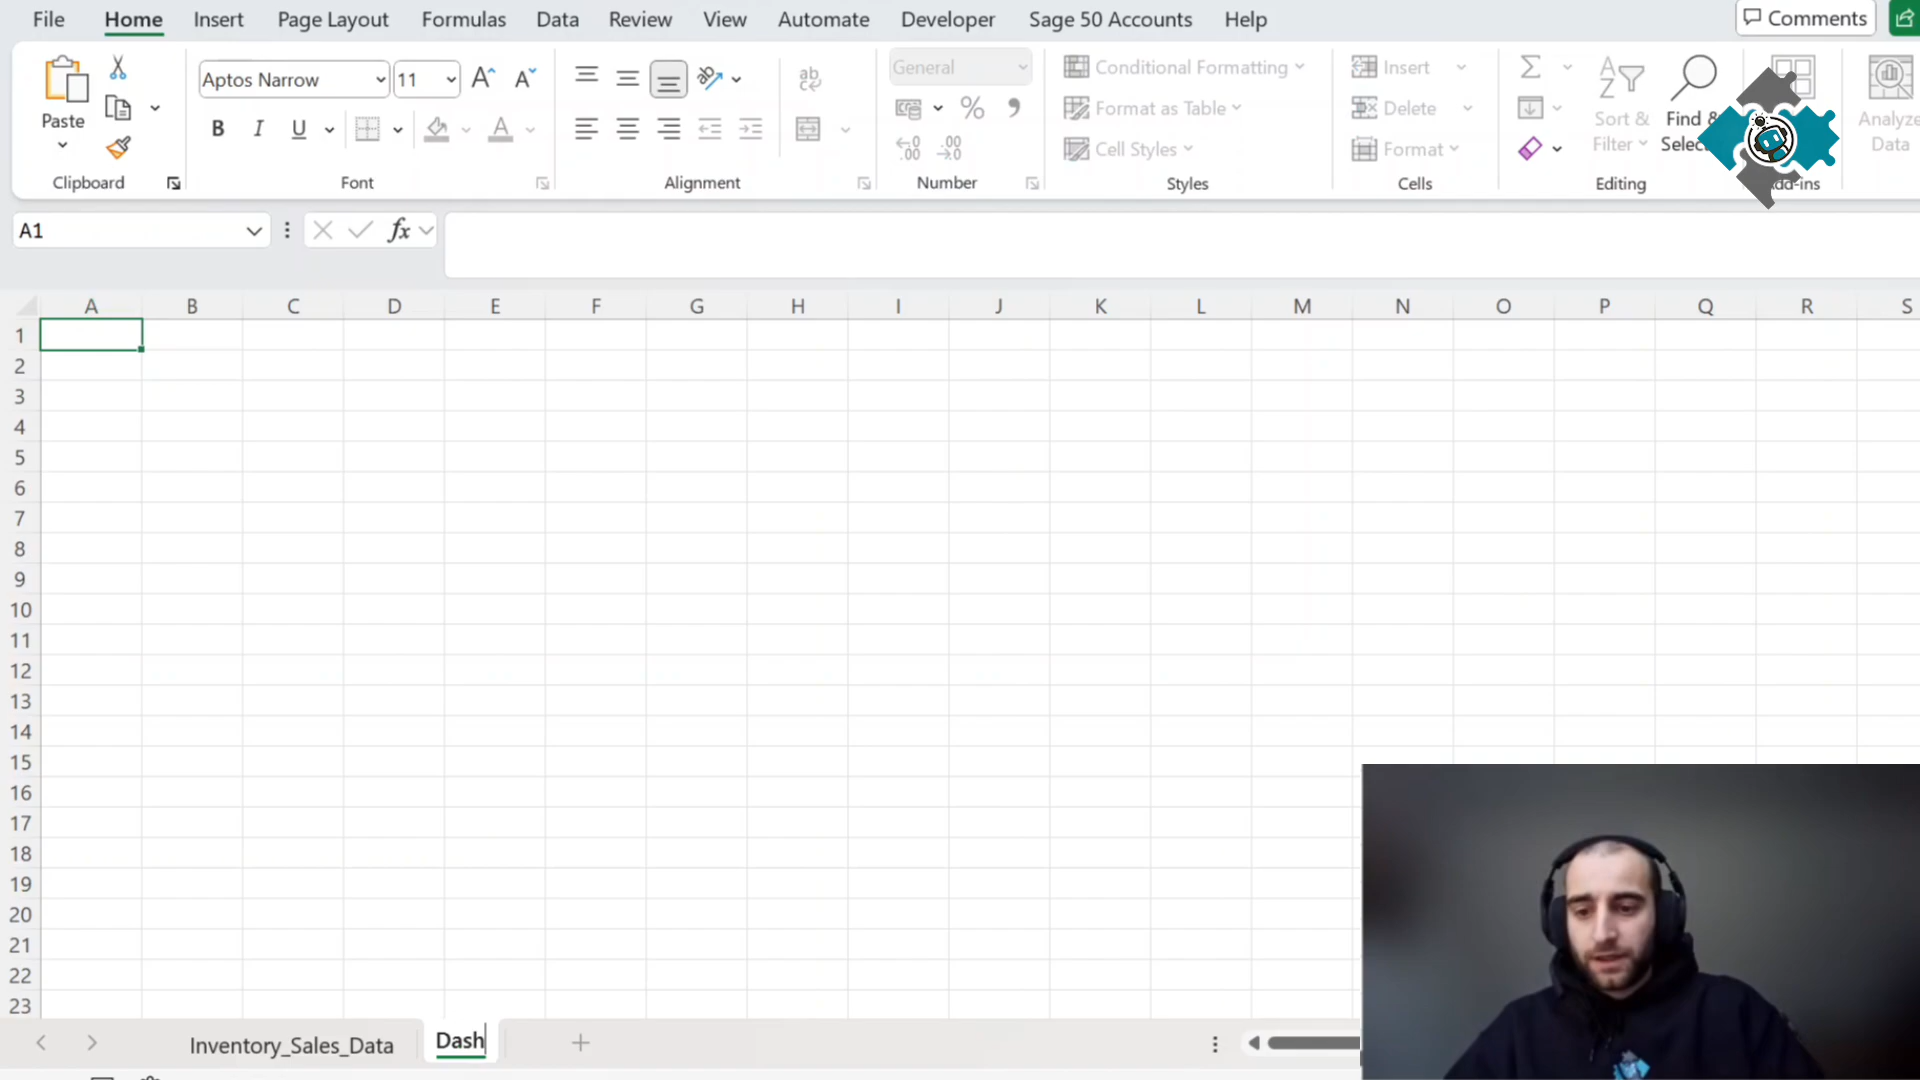 File Home Insert Page Layout Formulas Data Review View Automate Developer Sage 50 Accounts Help Comments
Aptos Narrow 11 General Conditional Formatting Insert
Paste Format as Table Delete Sort & Find & Analyze
B I U Cell Styles Format Filter Data
Clipboard Font Alignment Number Styles Cells Editing
A1 fx
A B C D E F G H I J K L M N O P Q R S
1
2
3
4
5
6
7
8
9
10
11
12
13
14
15
16
17
18
19
20
21
22
23
Inventory_Sales_Data Dash